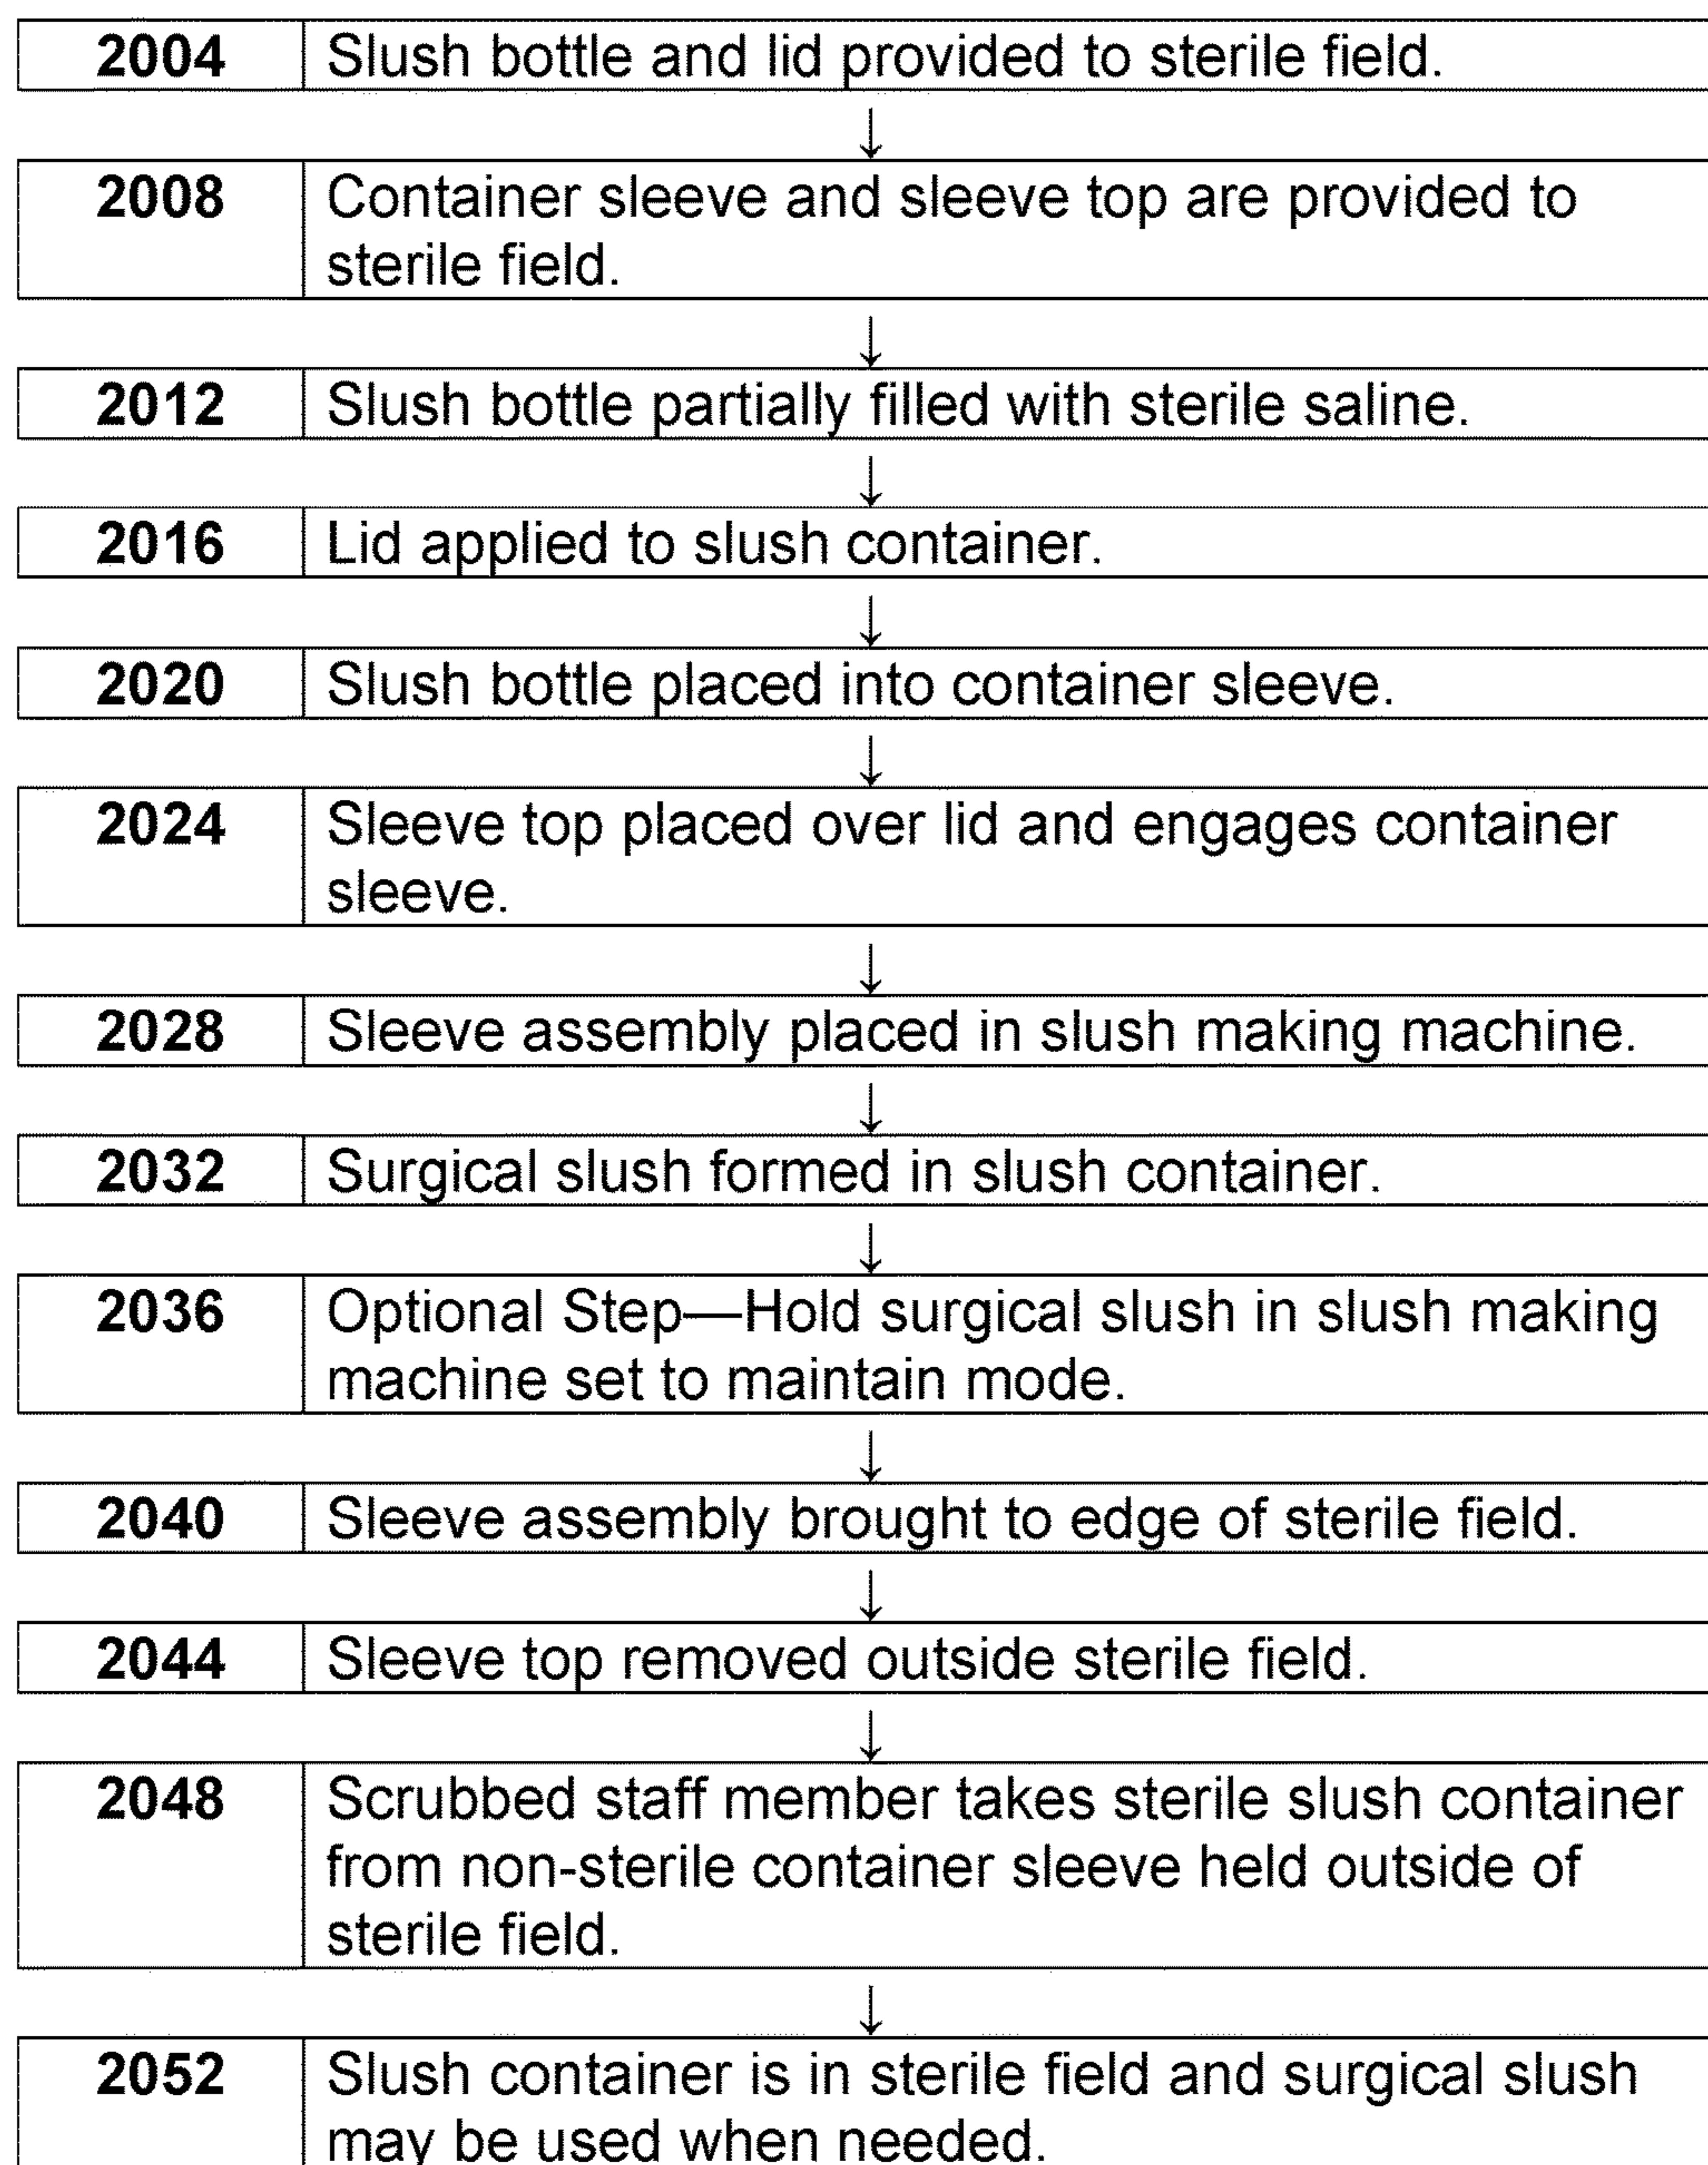 2004 Slush bottle and lid provided to sterile field.
2008 Container sleeve and sleeve top are provided to
sterile field.
2012 Slush bottle partially filled with sterile saline.
2016 Lid applied to slush container.
2020 Slush bottle placed into container sleeve.
2024 Sleeve top placed over lid and engages container
sleeve.
2028 Sleeve assembly placed in slush making machine.
2032 Surgical slush formed in slush container.
2036 Optional Step—Hold surgical slush in slush making
machine set to maintain mode.
2040 Sleeve assembly brought to edge of sterile field.
2044 Sleeve top removed outside sterile field.
2048 Scrubbed staff member takes sterile slush container
from non-sterile container sleeve held outside of
sterile field.
2052 Slush container is in sterile field and surgical slush
may be used when needed.